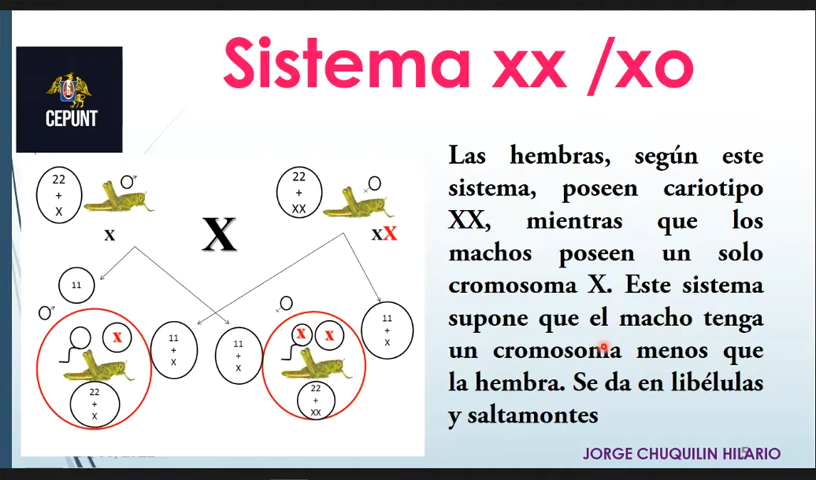 Sistema xx /xo
CEPUNT
22
+
X
22
+
XX
x
X
xX
11
x
11
+
X
11
+
X
x
x
11
+
X
22
+
X
22
+
XX
Las hembras, según este
sistema, poseen cariotipo
XX, mientras que los
machos poseen un solo
cromosoma X. Este sistema
supone que el macho tenga
un cromosoma menos que
la hembra. Se da en libélulas
y saltamontes
JORGE CHUQUILIN HILARIO